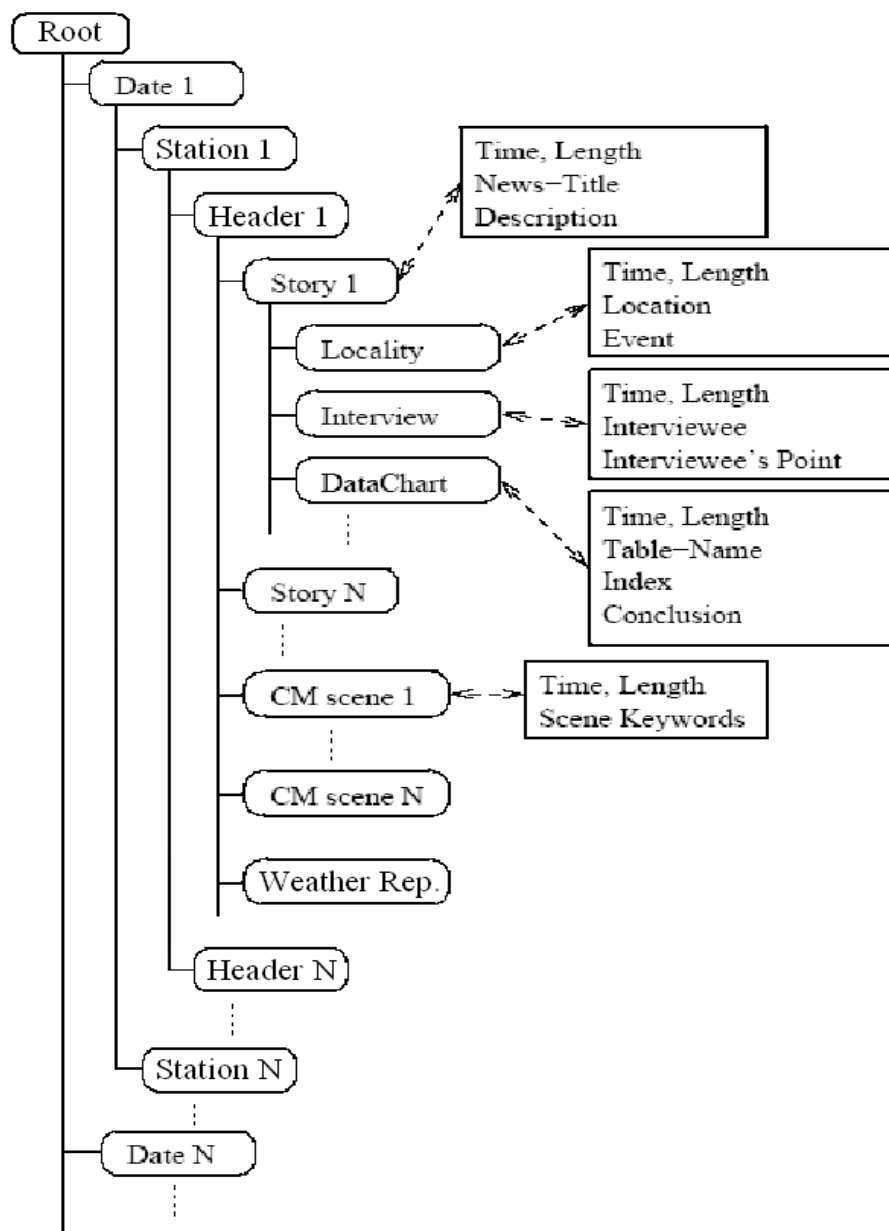 Root
Date 1
Station 1
Header 1
Time, Length
News-Title
Description
Story 1
Time, Length
Location
Event
Locality
Time, Length
Interviewee
Interviewee's Point
Interview
DataChart
Time, Length
Table-Name
Index
Conclusion
Story N
CM scene 1
Time, Length
Scene Keywords
CM scene N
Weather Rep.
Header N
Station N
Date N